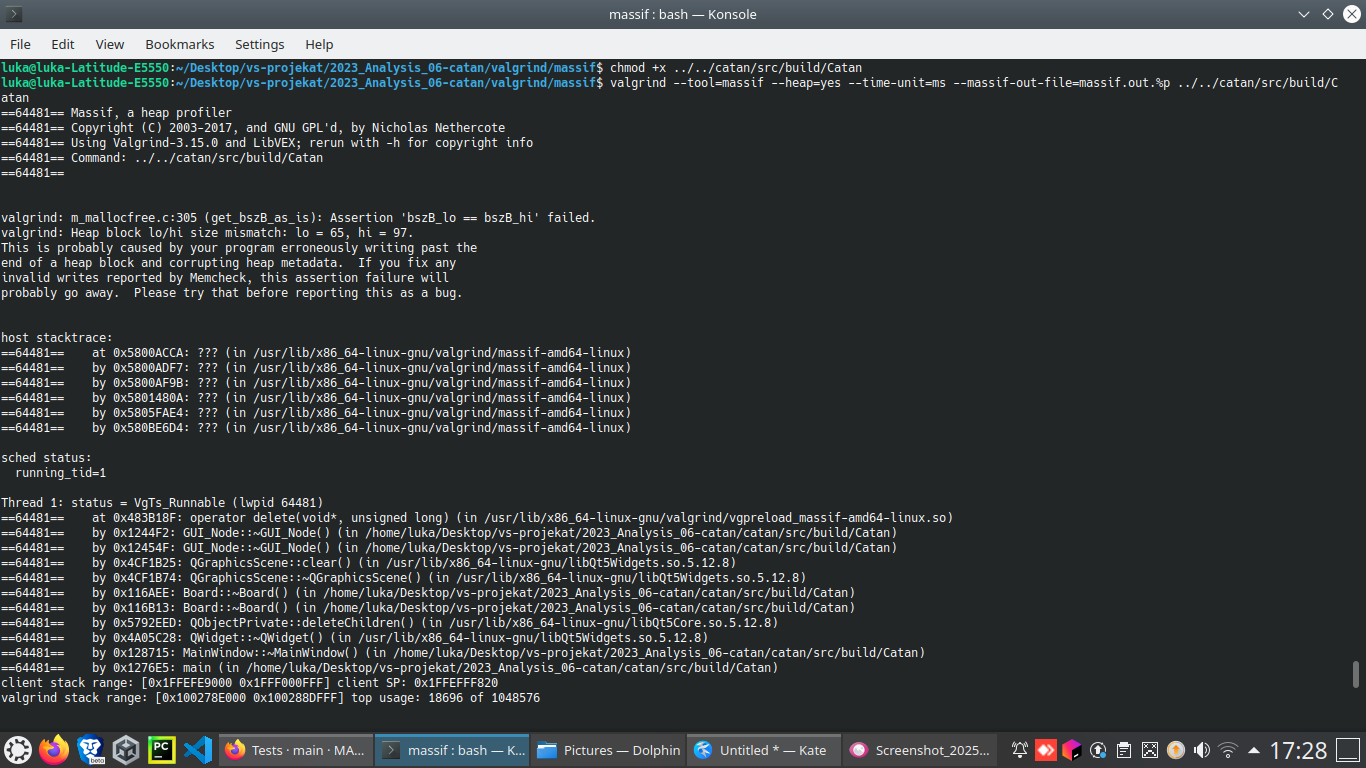 massif : bash — Konsole
File Edit View Bookmarks Settings Help
luka@luka-Latitude-E5550:~/Desktop/vs-projekat/2023_Analysis_06-catan/valgrind/massif$ chmod +x ../../catan/src/build/Catan
luka@luka-Latitude-E5550:~/Desktop/vs-projekat/2023_Analysis_06-catan/valgrind/massif$ valgrind --tool=massif --heap=yes --time-unit=ms --massif-out-file=massif.out.%p ../../catan/src/build/C
atan
==64481== Massif, a heap profiler
==64481== Copyright (C) 2003-2017, and GNU GPL'd, by Nicholas Nethercote
==64481== Using Valgrind-3.15.0 and LibVEX; rerun with -h for copyright info
==64481== Command: ../../catan/src/build/Catan
==64481==
valgrind: m_mallocfree.c:305 (get_bszB_as_is): Assertion 'bszB_lo == bszB_hi' failed.
valgrind: Heap block lo/hi size mismatch: lo = 65, hi = 97.
This is probably caused by your program erroneously writing past the
end of a heap block and corrupting heap metadata.  If you fix any
invalid writes reported by Memcheck, this assertion failure will
probably go away.  Please try that before reporting this as a bug.
host stacktrace:
==64481==    at 0x5800ACCA: ??? (in /usr/lib/x86_64-linux-gnu/valgrind/massif-amd64-linux)
==64481==    by 0x5800ADF7: ??? (in /usr/lib/x86_64-linux-gnu/valgrind/massif-amd64-linux)
==64481==    by 0x5800AF9B: ??? (in /usr/lib/x86_64-linux-gnu/valgrind/massif-amd64-linux)
==64481==    by 0x5801480A: ??? (in /usr/lib/x86_64-linux-gnu/valgrind/massif-amd64-linux)
==64481==    by 0x5805FAE4: ??? (in /usr/lib/x86_64-linux-gnu/valgrind/massif-amd64-linux)
==64481==    by 0x580BE6D4: ??? (in /usr/lib/x86_64-linux-gnu/valgrind/massif-amd64-linux)
sched status:
  running_tid=1
Thread 1: status = VgTs_Runnable (lwpid 64481)
==64481==    at 0x483B18F: operator delete(void*, unsigned long) (in /usr/lib/x86_64-linux-gnu/valgrind/vgpreload_massif-amd64-linux.so)
==64481==    by 0x1244F2: GUI_Node::~GUI_Node() (in /home/luka/Desktop/vs-projekat/2023_Analysis_06-catan/catan/src/build/Catan)
==64481==    by 0x12454F: GUI_Node::~GUI_Node() (in /home/luka/Desktop/vs-projekat/2023_Analysis_06-catan/catan/src/build/Catan)
==64481==    by 0x4CF1B25: QGraphicsScene::clear() (in /usr/lib/x86_64-linux-gnu/libQt5Widgets.so.5.12.8)
==64481==    by 0x4CF1B74: QGraphicsScene::~QGraphicsScene() (in /usr/lib/x86_64-linux-gnu/libQt5Widgets.so.5.12.8)
==64481==    by 0x116AEE: Board::~Board() (in /home/luka/Desktop/vs-projekat/2023_Analysis_06-catan/catan/src/build/Catan)
==64481==    by 0x116B13: Board::~Board() (in /home/luka/Desktop/vs-projekat/2023_Analysis_06-catan/catan/src/build/Catan)
==64481==    by 0x5792EED: QObjectPrivate::deleteChildren() (in /usr/lib/x86_64-linux-gnu/libQt5Core.so.5.12.8)
==64481==    by 0x4A05C28: QWidget::~QWidget() (in /usr/lib/x86_64-linux-gnu/libQt5Widgets.so.5.12.8)
==64481==    by 0x128715: MainWindow::~MainWindow() (in /home/luka/Desktop/vs-projekat/2023_Analysis_06-catan/catan/src/build/Catan)
==64481==    by 0x1276E5: main (in /home/luka/Desktop/vs-projekat/2023_Analysis_06-catan/catan/src/build/Catan)
client stack range: [0x1FFEFE9000 0x1FFF000FFF] client SP: 0x1FFEFFF820
valgrind stack range: [0x100278E000 0x100288DFFF] top usage: 18696 of 1048576
beta PC Tests · main · MA... massif : bash — K... Pictures — Dolphin Untitled * — Kate Screenshot_2025... 17:28